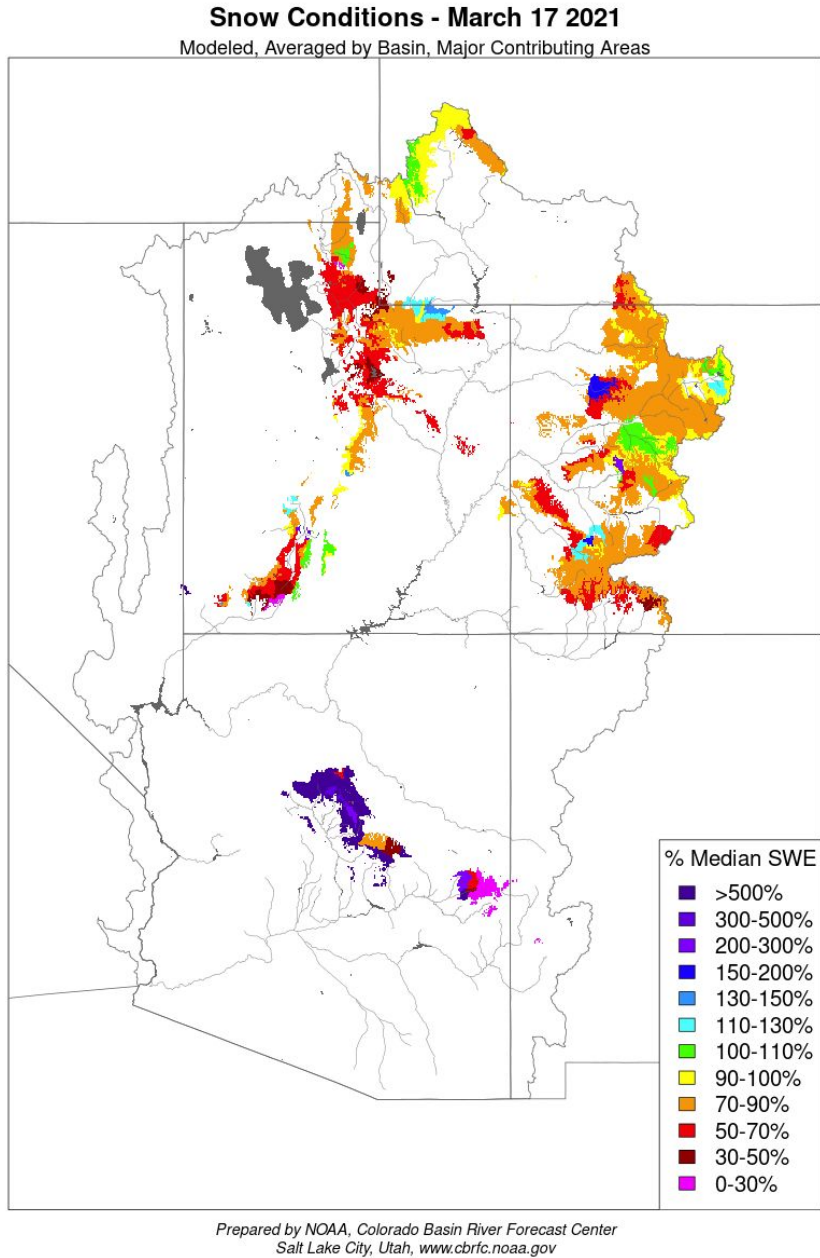 Snow Conditions - March 17 2021
Modeled, Averaged by Basin, Major Contributing Areas
% Median SWE
>500%
300-500%
200-300%
150-200%
130-150%
110-130%
100-110%
90-100%
70-90%
50-70%
30-50%
0-30%
Prepared by NOAA, Colorado Basin River Forecast Center
Salt Lake City, Utah, www.cbrfc.noaa.gov